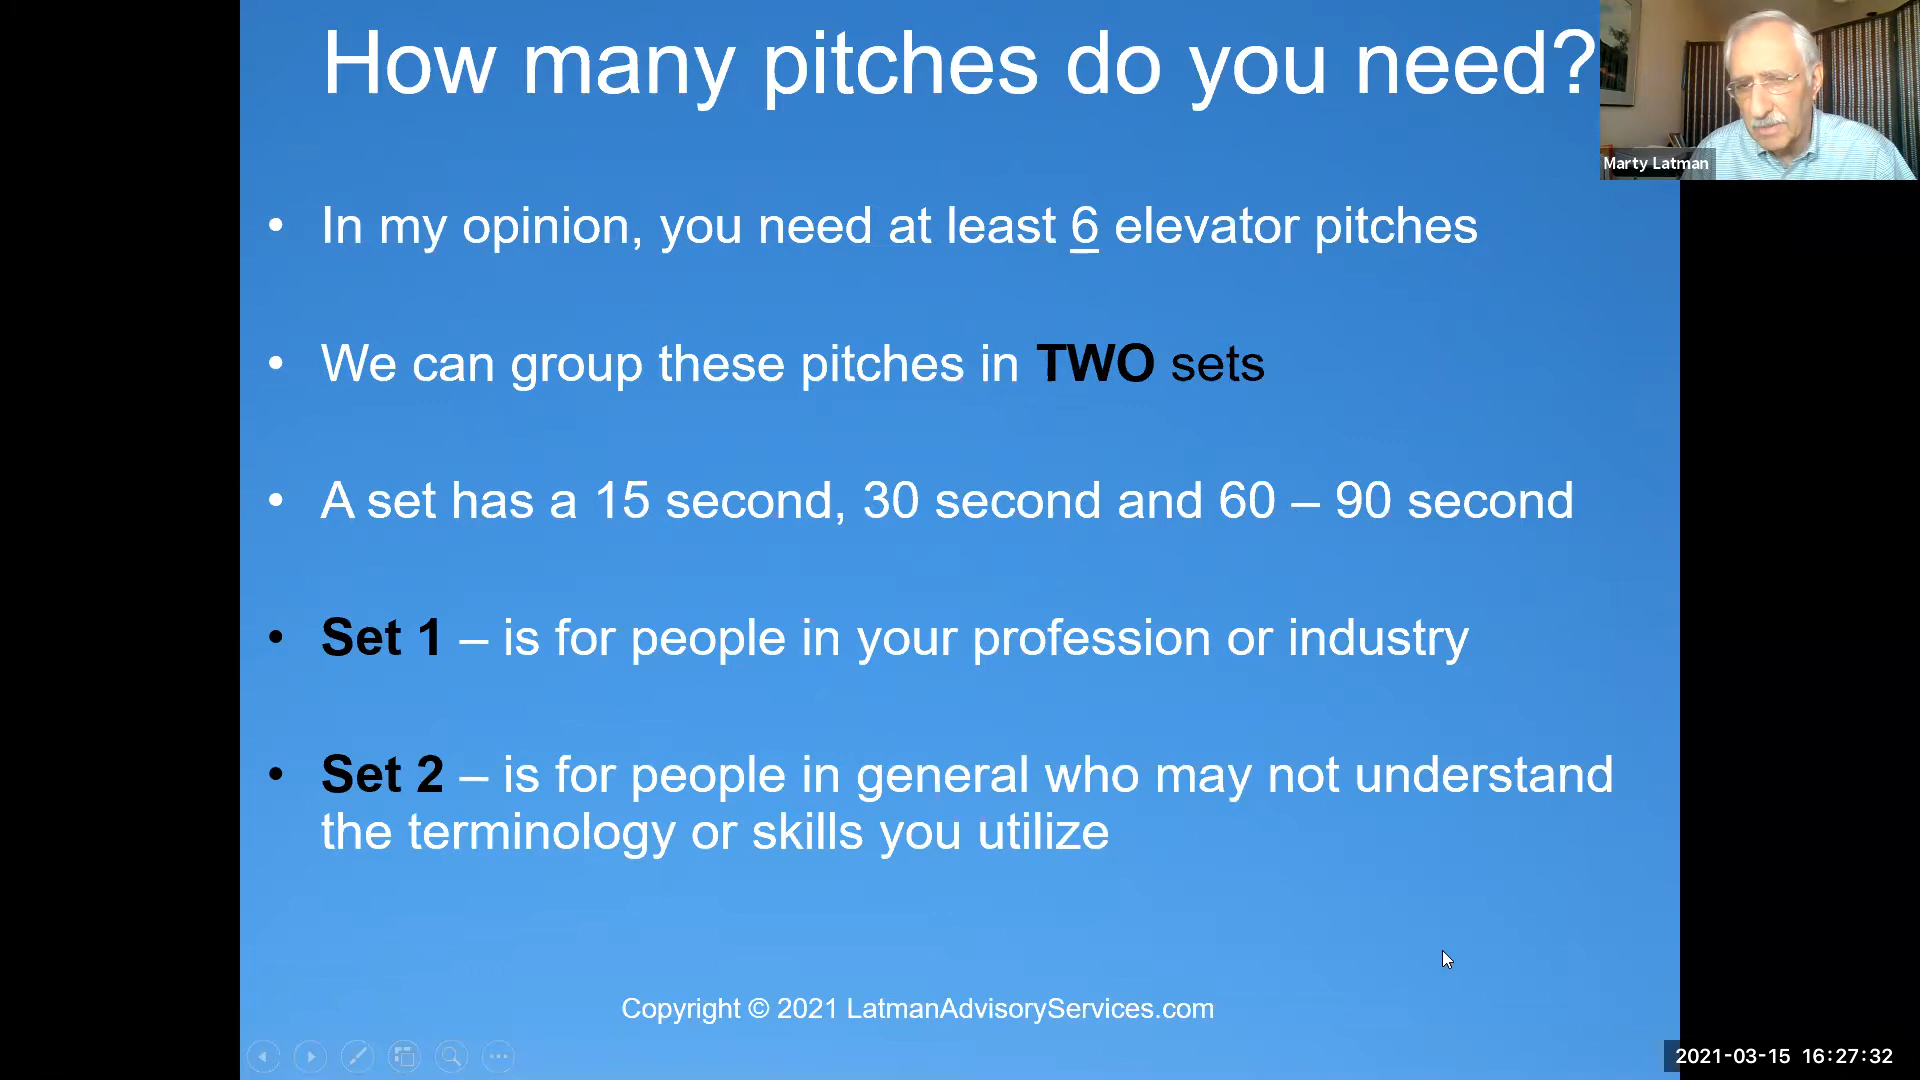 How many pitches do you need?
Marty Latman
• In my opinion, you need at least 6 elevator pitches
• We can group these pitches in TWO sets
• A set has a 15 second, 30 second and 60 – 90 second
• Set 1 – is for people in your profession or industry
• Set 2 – is for people in general who may not understand
the terminology or skills you utilize
Copyright © 2021 LatmanAdvisoryServices.com
2021-03-15 16:27:32